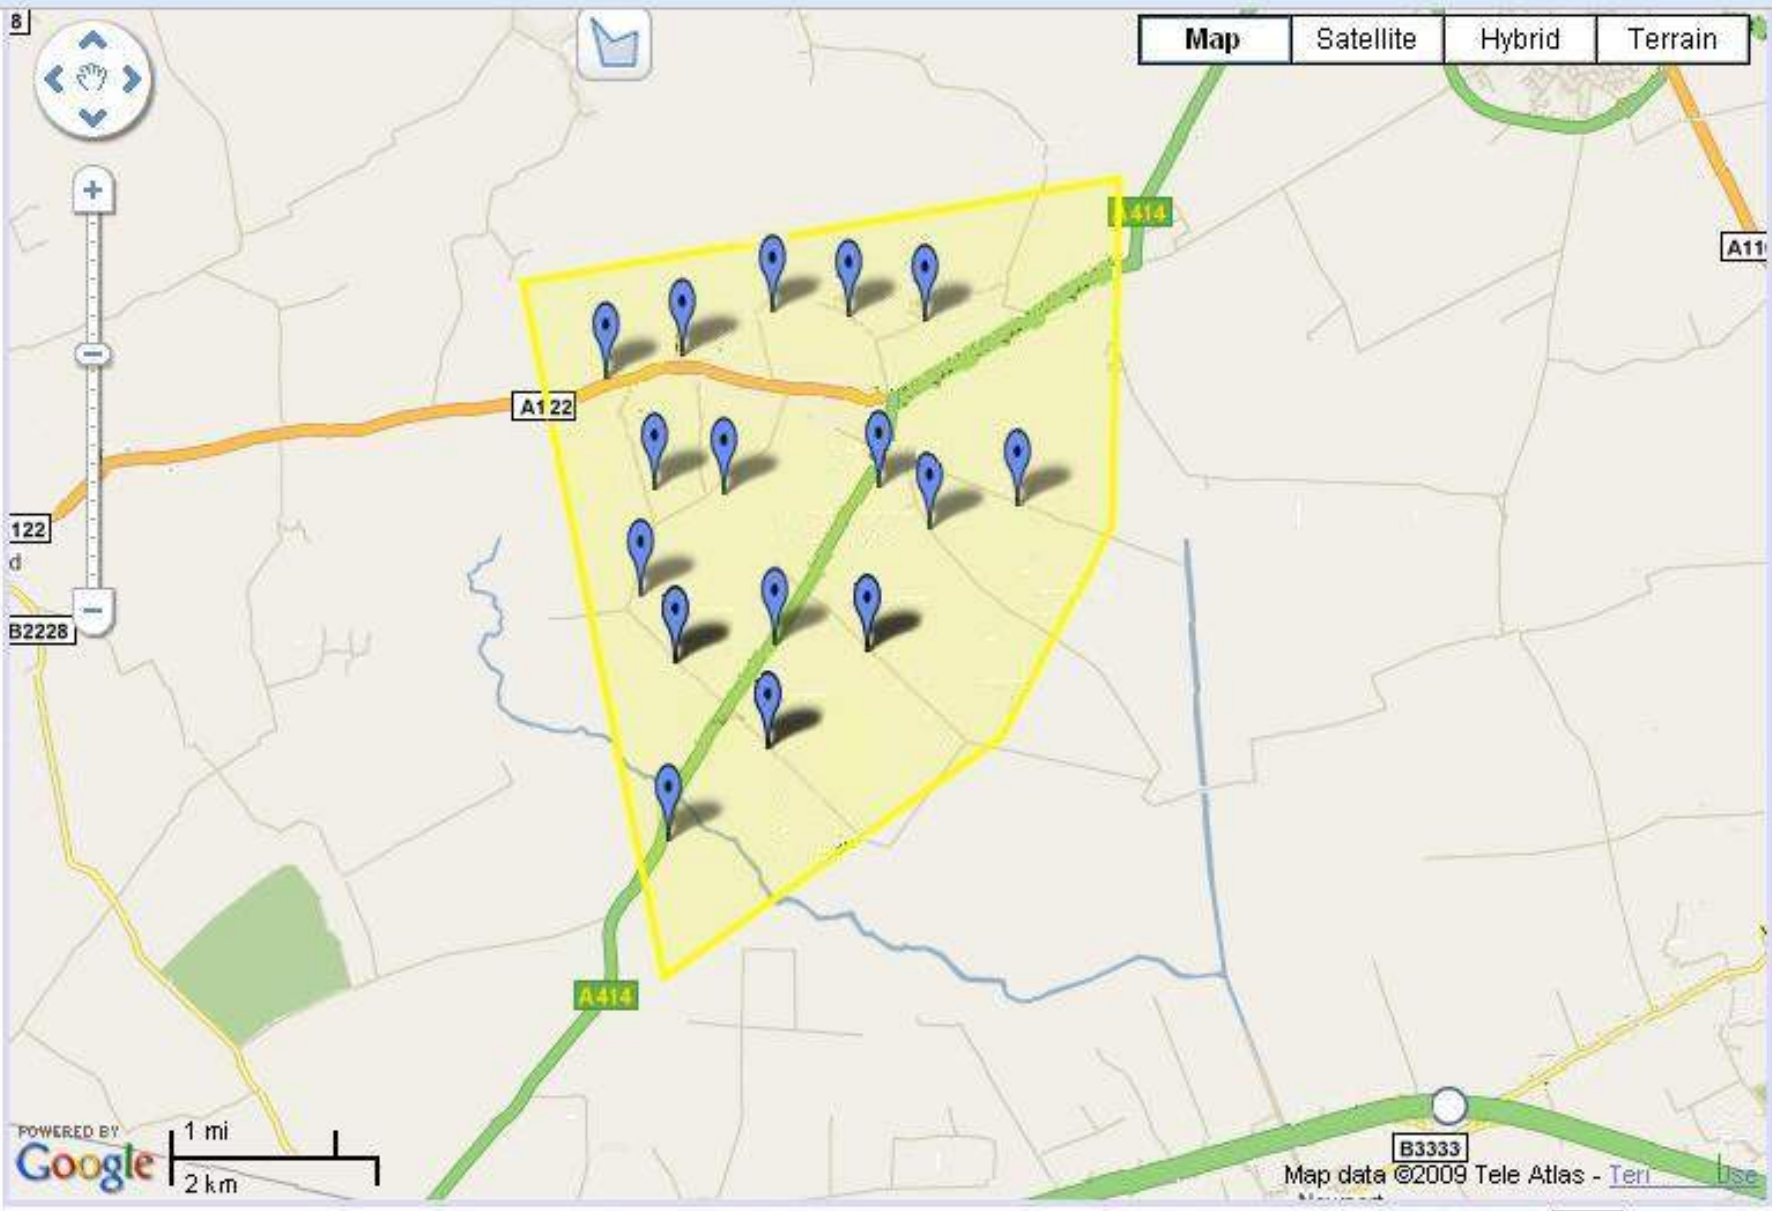 8
Map Satellite Hybrid Terrain
A414
A11
A122
122
d
B2228
A414
POWERED BY
Google
1 mi
2 km
B3333
Map data ©2009 Tele Atlas - Use